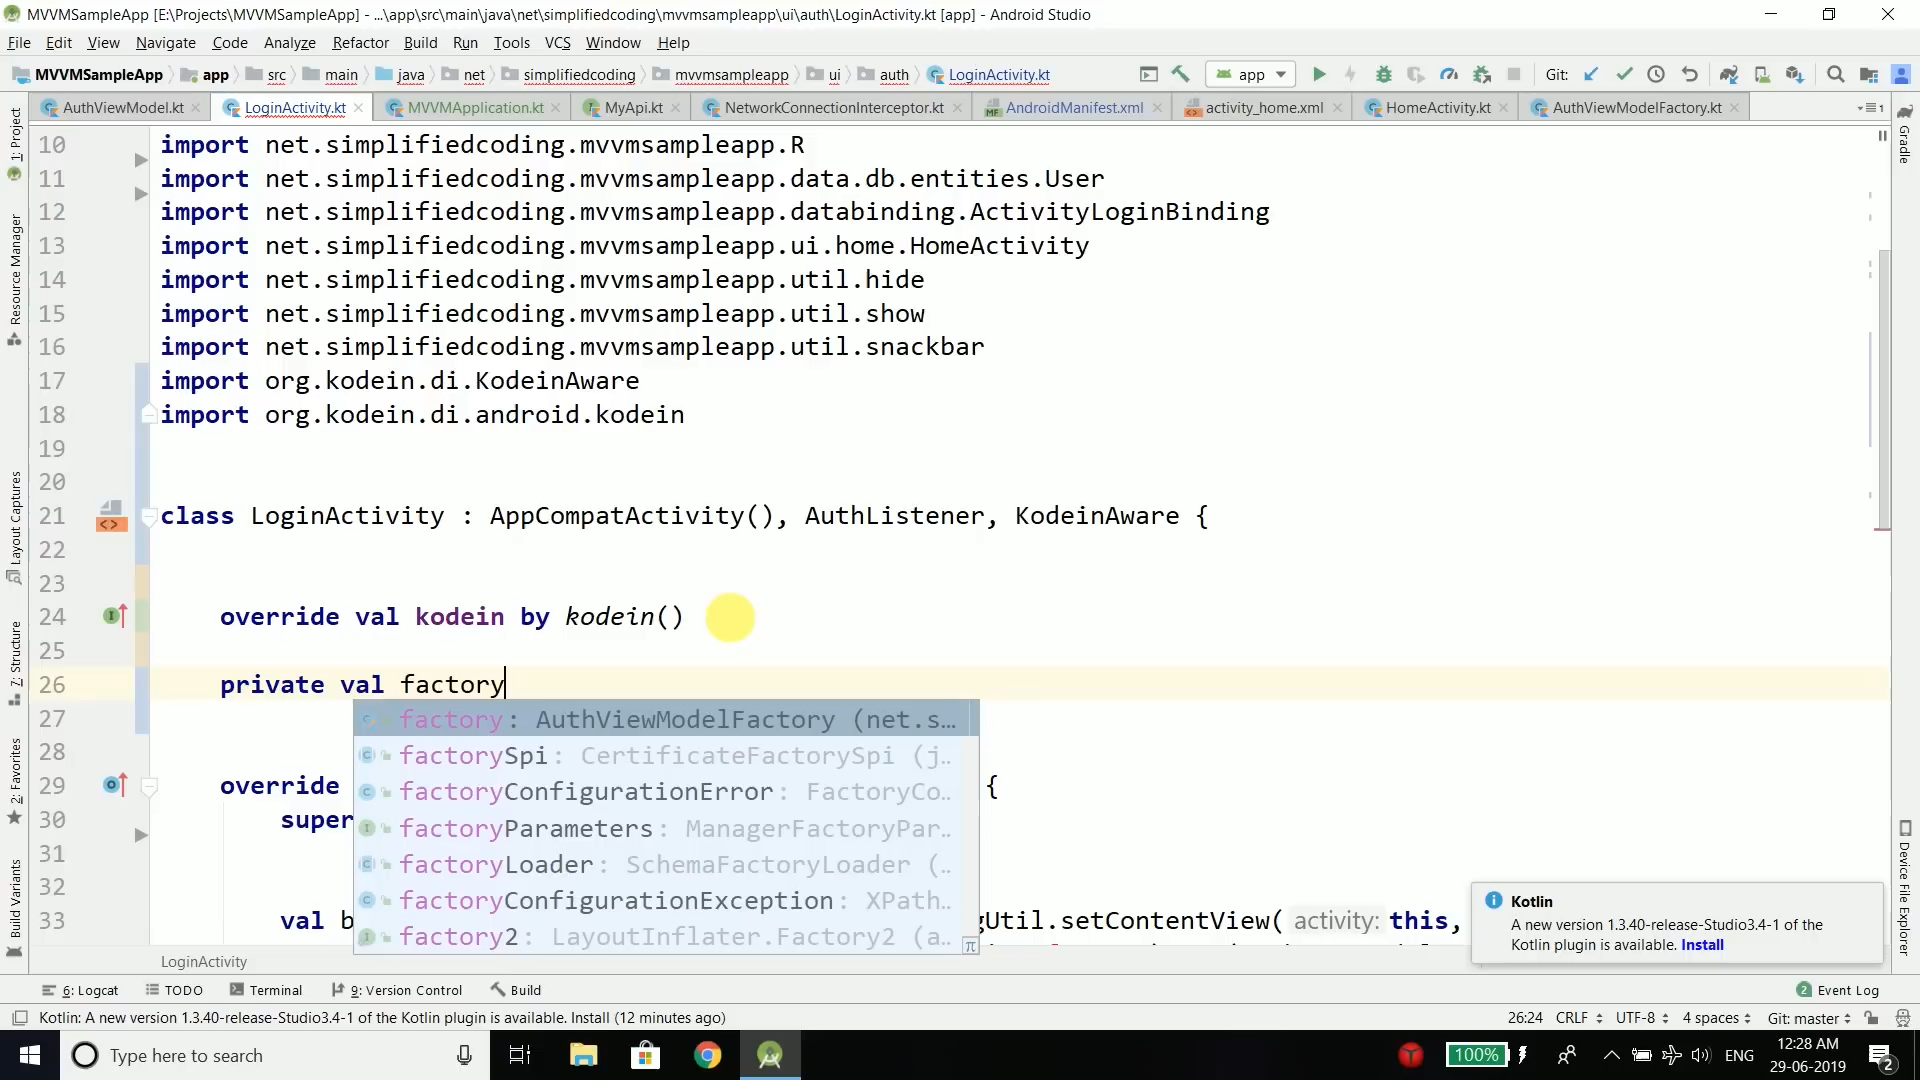 MVVMSampleApp [E:\Projects\MVVMSampleApp] - ...\app\src\main\java\net\simplifiedcoding\mvvmsampleapp\ui\auth\LoginActivity.kt [app] - Android Studio
File Edit View Navigate Code Analyze Refactor Build Run Tools VCS Window Help
MVVMSampleApp app src main java net simplifiedcoding mvvmsampleapp ui auth LoginActivity.kt app Git:
AuthViewModel.kt LoginActivity.kt MVVMApplication.kt MyApi.kt NetworkConnectionInterceptor.kt AndroidManifest.xml activity_home.xml HomeActivity.kt AuthViewModelFactory.kt
1: Project
Resource Manager
Layout Captures
7: Structure
2: Favorites
Build Variants
10 import net.simplifiedcoding.mvvmsampleapp.R
11 import net.simplifiedcoding.mvvmsampleapp.data.db.entities.User
12 import net.simplifiedcoding.mvvmsampleapp.databinding.ActivityLoginBinding
13 import net.simplifiedcoding.mvvmsampleapp.ui.home.HomeActivity
14 import net.simplifiedcoding.mvvmsampleapp.util.hide
15 import net.simplifiedcoding.mvvmsampleapp.util.show
16 import net.simplifiedcoding.mvvmsampleapp.util.snackbar
17 import org.kodein.di.KodeinAware
18 import org.kodein.di.android.kodein
19
20
21 class LoginActivity : AppCompatActivity(), AuthListener, KodeinAware {
22
23
24 override val kodein by kodein()
25
26 private val factory
27
28
29 override {
30 super
31
32
33 val b gUtil.setContentView( activity: this,
factory: AuthViewModelFactory (net.s…
factorySpi: CertificateFactorySpi (j…
factoryConfigurationError: FactoryCo…
factoryParameters: ManagerFactoryPar…
factoryLoader: SchemaFactoryLoader (…
factoryConfigurationException: XPath…
factory2: LayoutInflater.Factory2 (a…
π
Gradle
Device File Explorer
Kotlin
A new version 1.3.40-release-Studio3.4-1 of the
Kotlin plugin is available. Install
LoginActivity
6: Logcat TODO Terminal 9: Version Control Build 2 Event Log
Kotlin: A new version 1.3.40-release-Studio3.4-1 of the Kotlin plugin is available. Install (12 minutes ago) 26:24 CRLF UTF-8 4 spaces Git: master
Type here to search 100% ENG 12:28 AM
29-06-2019 2